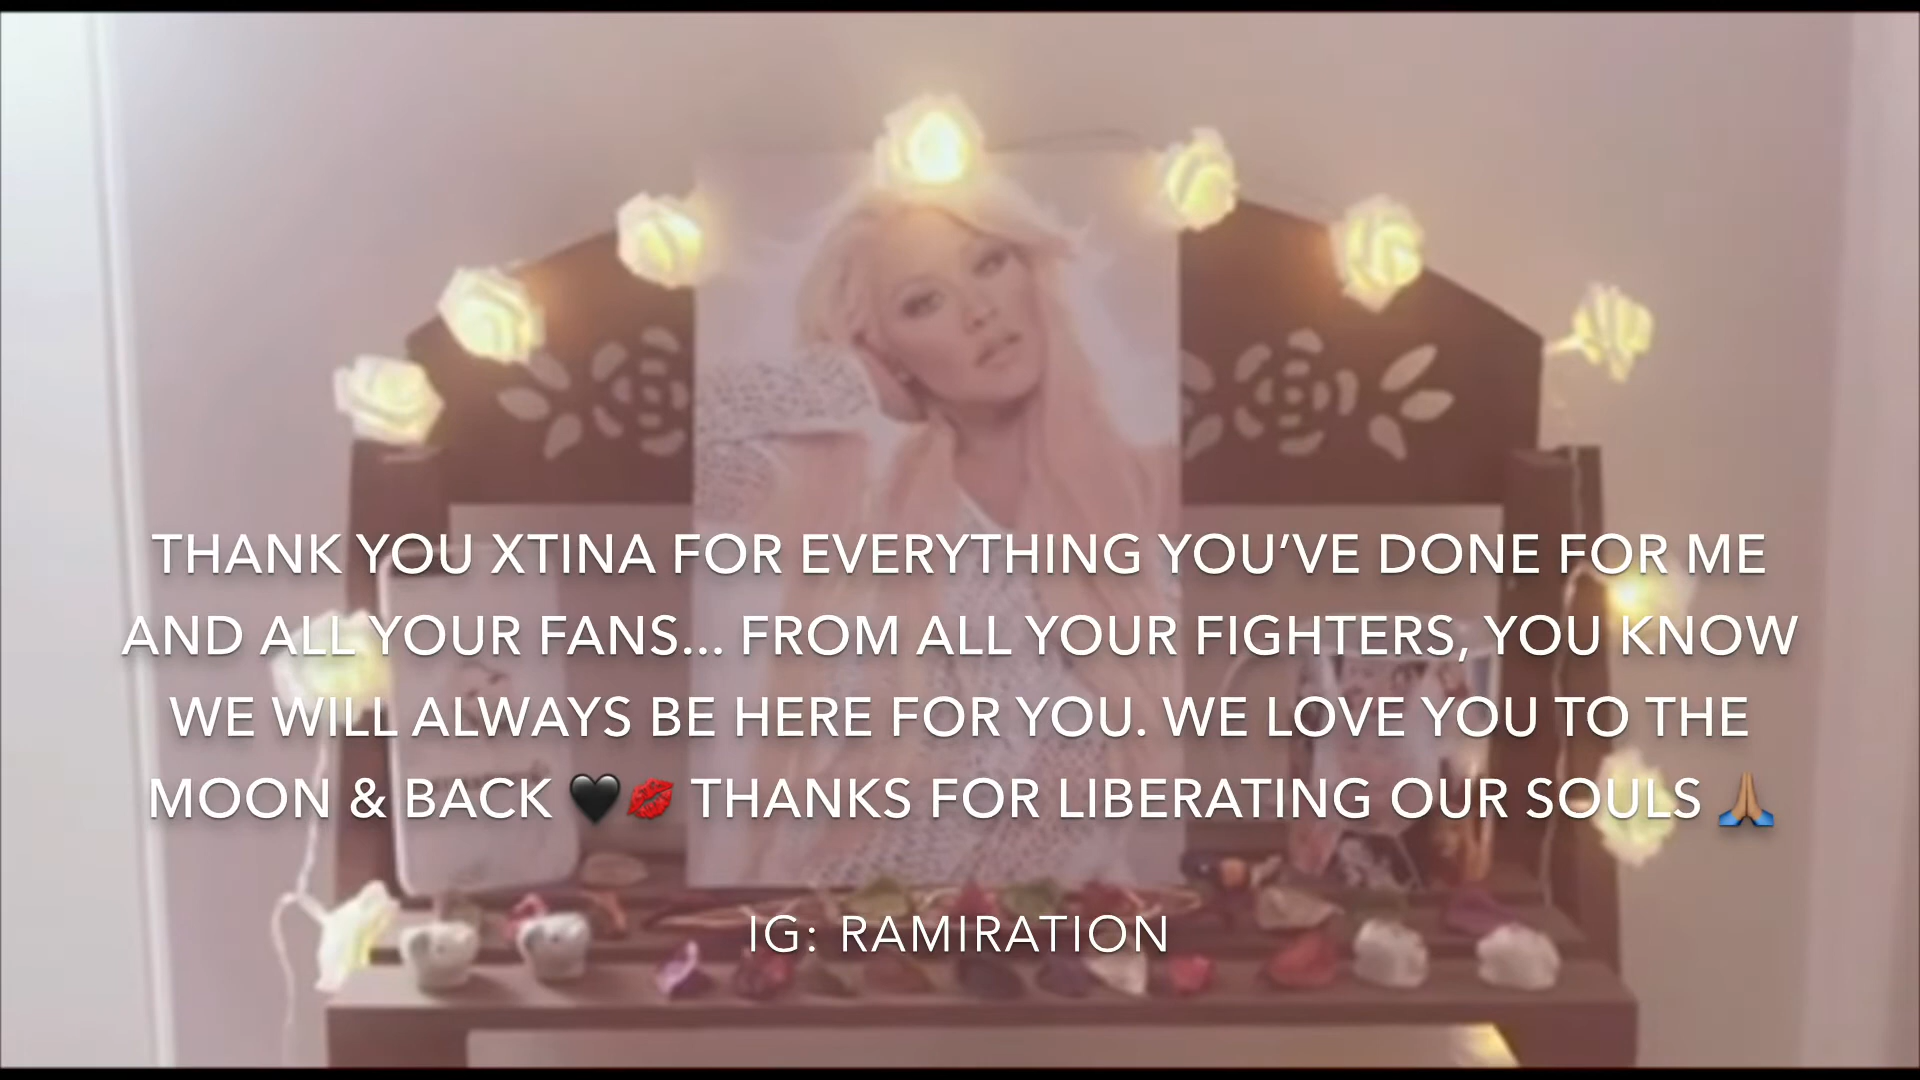 THANK YOU XTINA FOR EVERYTHING YOU’VE DONE FOR ME
AND ALL YOUR FANS... FROM ALL YOUR FIGHTERS, YOU KNOW
WE WILL ALWAYS BE HERE FOR YOU. WE LOVE YOU TO THE
MOON & BACK 🖤💋 THANKS FOR LIBERATING OUR SOULS 🙏🏽
IG: RAMIRATION